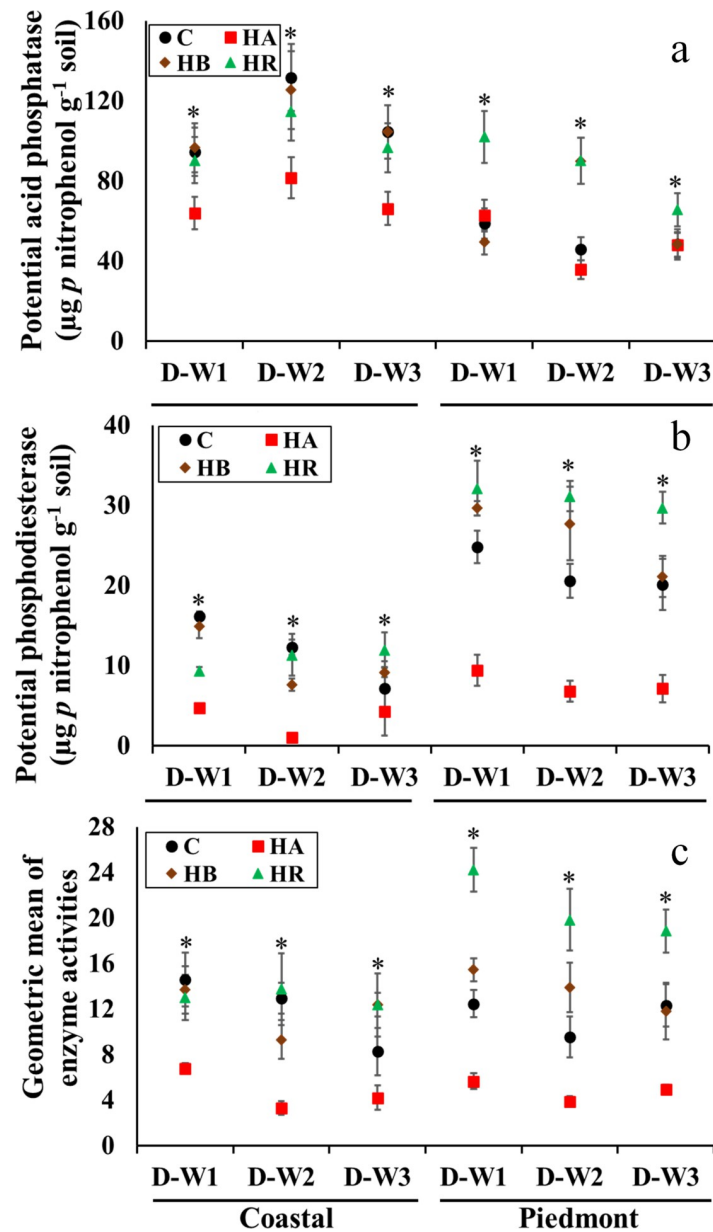 a
Potential acid phosphatase
(µg p nitrophenol g⁻¹ soil)
160
120
80
40
0
C HA
HB HR
* * * * * *
D-W1 D-W2 D-W3 D-W1 D-W2 D-W3
b
Potential phosphodiesterase
(µg p nitrophenol g⁻¹ soil)
40
30
20
10
0
C HA
HB HR
* * * * * *
D-W1 D-W2 D-W3 D-W1 D-W2 D-W3
c
Geometric mean of
enzyme activities
28
24
20
16
12
8
4
0
C HA
HB HR
* * * * * *
D-W1 D-W2 D-W3 D-W1 D-W2 D-W3
Coastal Piedmont